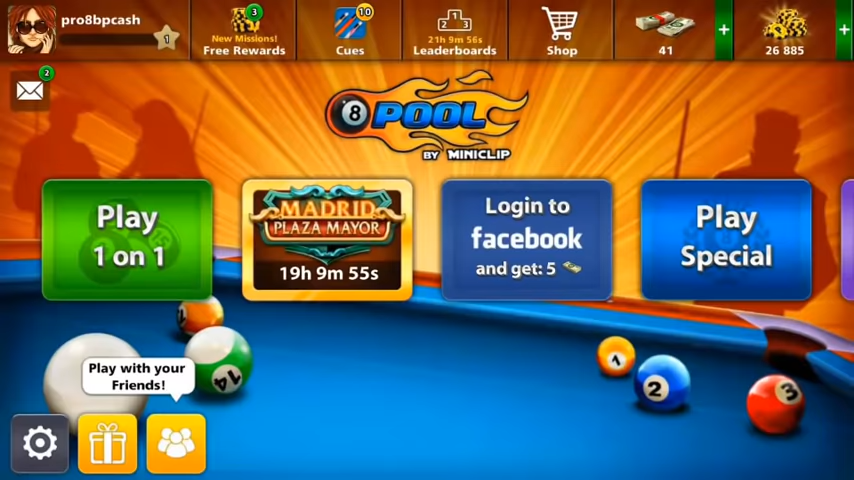 pro8bpcash
1
3
New Missions!
Free Rewards
10
Cues
1
2 3
21h 9m 56s
Leaderboards
Shop
41
+
26 885
+
2
8 POOL
BY MINICLIP
Play
1 on 1
MADRID
PLAZA MAYOR
19h 9m 55s
Login to
facebook
and get: 5
Play
Special
14
1
2
3
Play with your
Friends!